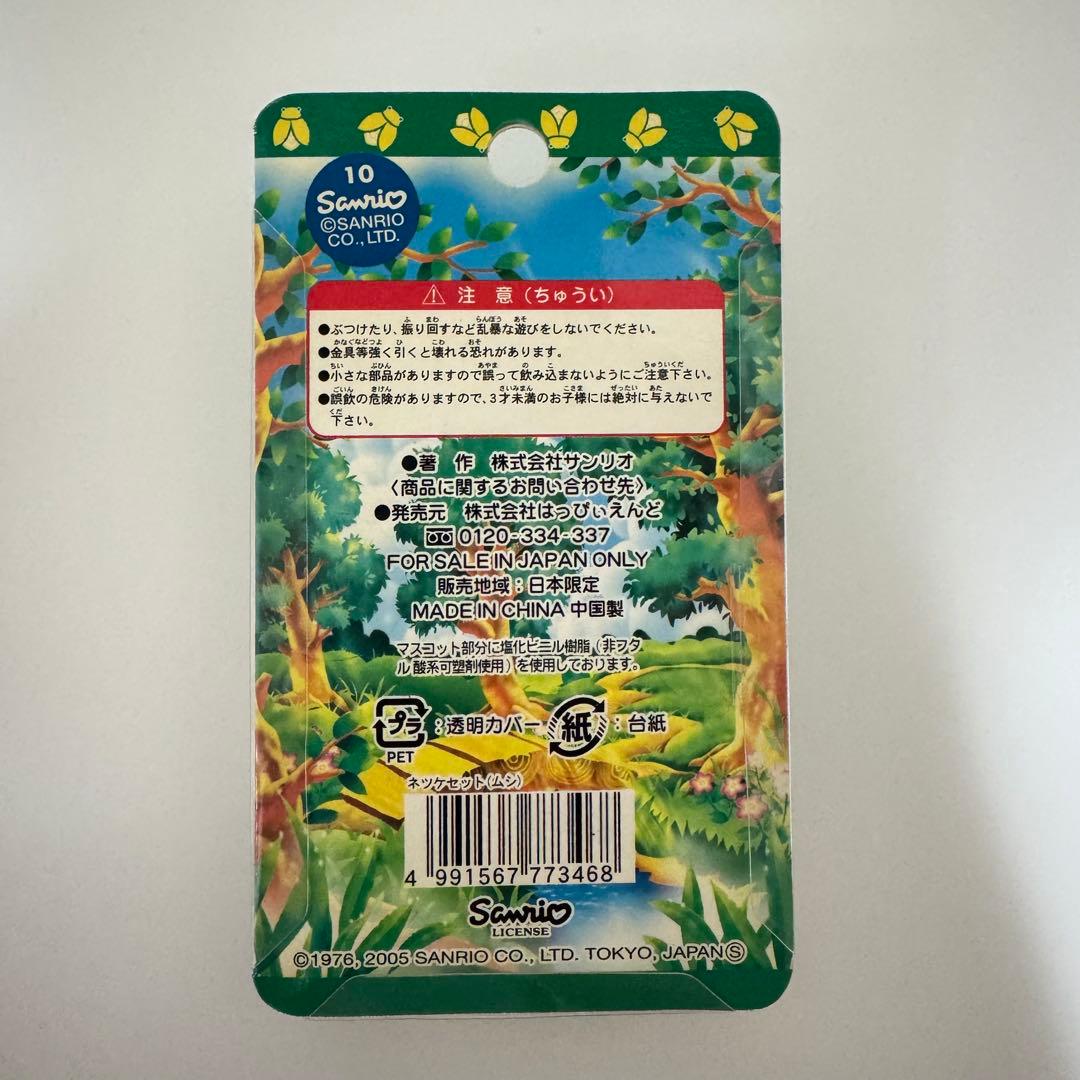 10
Sanrio
©SANRIO
CO., LTD.
⚠ 注 意 (ちゅうい)
●ぶつけたり、振り回すなど乱暴な遊びをしないでください。
●金具等強く引くと壊れる恐れがあります。
●小さな部品がありますので誤って飲み込まないようにご注意下さい。
●誤飲の危険がありますので、3才未満のお子様には絶対に与えないで
下さい。
●著 作 株式会社サンリオ
〈商品に関するお問い合わせ先〉
●発売元 株式会社はっぴぃえんど
0120-334-337
FOR SALE IN JAPAN ONLY
販売地域:日本限定
MADE IN CHINA 中国製
マスコット部分に塩化ビニル樹脂(非フタ
ル酸系可塑剤使用)を使用しております。
プラ:透明カバー 紙:台紙
PET
ネツケセット(ムシ)
4 991567 773468
Sanrio
LICENSE
©1976, 2005 SANRIO CO., LTD. TOKYO, JAPANⓈ